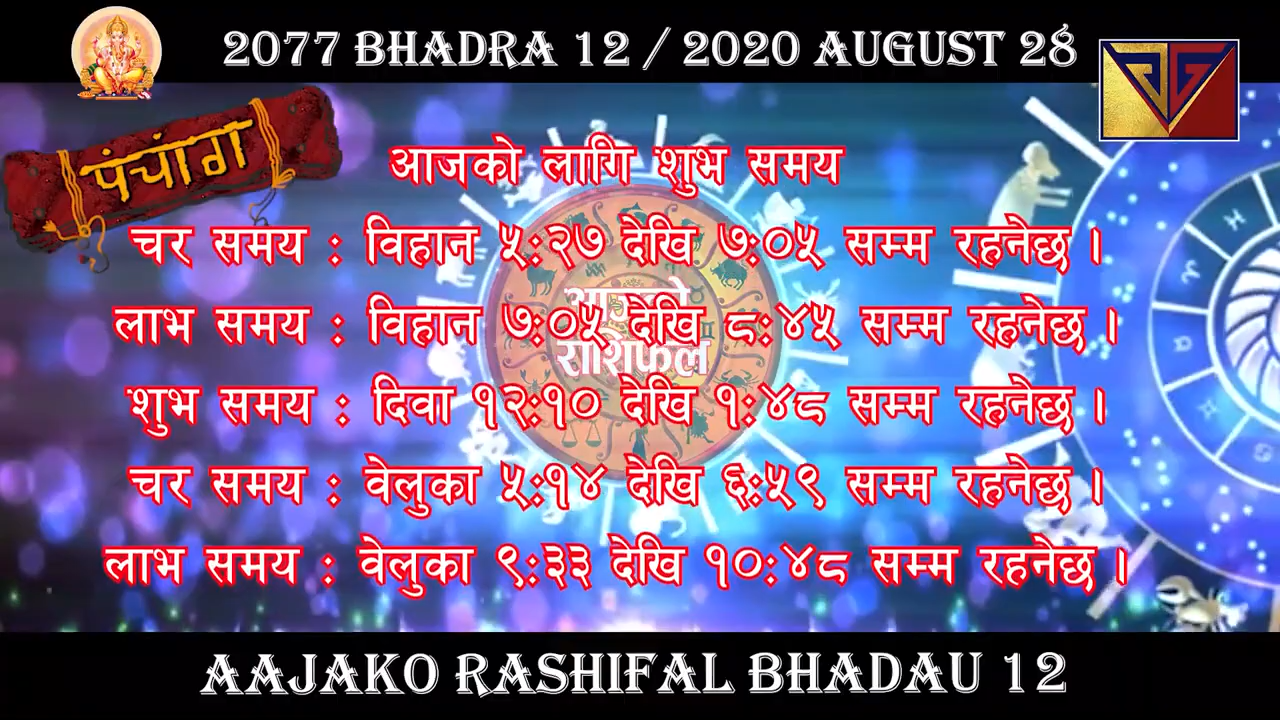 2077 BHADRA 12 / 2020 AUGUST 28
पंचांग
आजको लागि शुभ समय
चर समय : विहान ५:२७ देखि ७:०५ सम्म रहनेछ ।
लाभ समय : विहान ७:०५ देखि ८:४५ सम्म रहनेछ ।
आजको
राशिफल
शुभ समय : दिवा १२:१० देखि १:४८ सम्म रहनेछ ।
चर समय : वेलुका ५:१४ देखि ६:५९ सम्म रहनेछ ।
लाभ समय : वेलुका ९:३३ देखि १०:४८ सम्म रहनेछ ।
AAJAKO RASHIFAL BHADAU 12